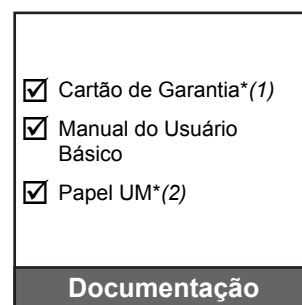 Cartão de Garantia*(1)
Manual do Usuário
Básico
Papel UM*(2)
Documentação